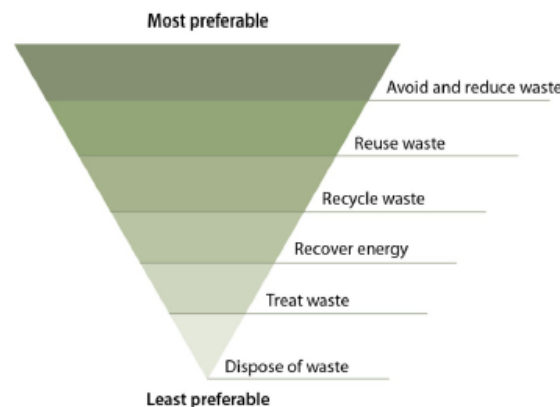 Most preferable
Avoid and reduce waste
Reuse waste
Recycle waste
Recover energy
Treat waste
Dispose of waste
Least preferable